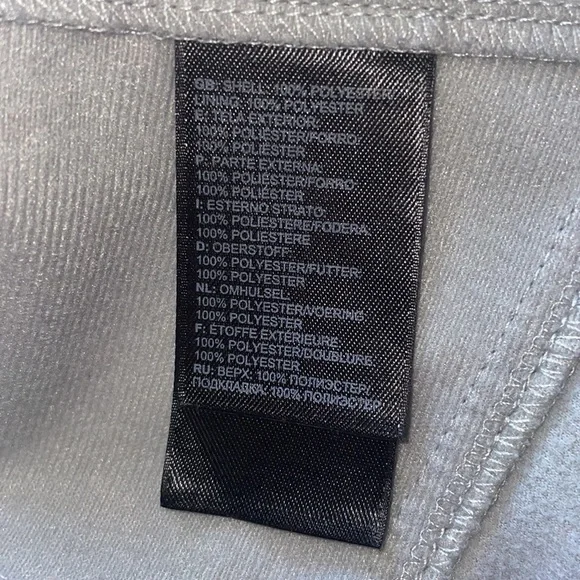 GB: SHELL: 100% POLYESTER/
LINING: 100% POLYESTER
E: TELA EXTERIOR:
100% POLYESTER/FORRO:
100% POLYESTER
P: PARTE EXTERNA:
100% POLIESTER/FORRO:
100% POLIESTER
I: ESTERNO STRATO:
100% POLIESTERE/FODERA:
100% POLIESTERE
D: OBERSTOFF:
100% POLYESTER/FUTTER:
100% POLYESTER
NL: OMHULSEL:
100% POLYESTER/VOERING:
100% POLYESTER
F: ÉTOFFE EXTÉRIEURE:
100% POLYESTER/DOUBLURE:
100% POLYESTER
RU: ВЕРХ: 100% ПОЛИЭСТЕР/
ПОДКЛАДКА: 100% ПОЛИЭСТЕР